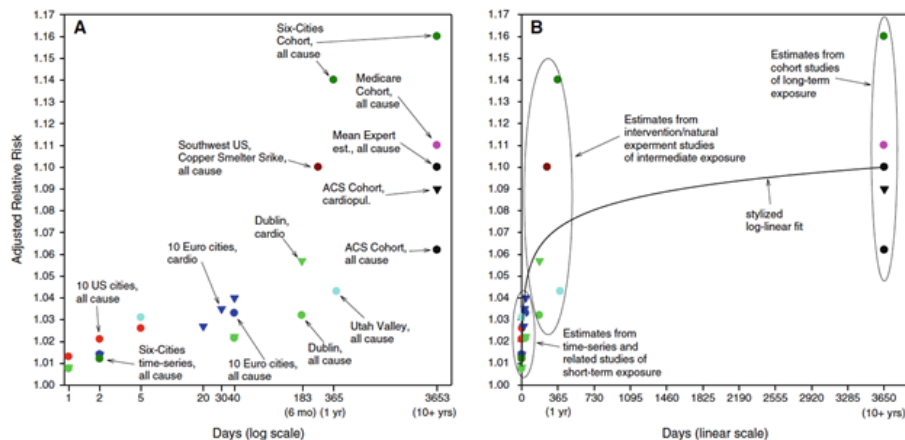 A
Adjusted Relative Risk
1.17
1.16
1.15
1.14
1.13
1.12
1.11
1.10
1.09
1.08
1.07
1.06
1.05
1.04
1.03
1.02
1.01
1.00
Six-Cities
Cohort,
all cause
Medicare
Cohort,
all cause
Southwest US,
Copper Smelter Srike,
all cause
Mean Expert
est., all cause
ACS Cohort,
cardiopul.
Dublin,
cardio
10 Euro cities,
cardio
ACS Cohort,
all cause
10 US cities,
all cause
Six-Cities
time-series,
all cause
10 Euro cities,
all cause
Dublin,
all cause
Utah Valley,
all cause
1 2 5 20 3040 183 365 3653
(6 mo) (1 yr) (10+ yrs)
Days (log scale)
B
1.17
1.16
1.15
1.14
1.13
1.12
1.11
1.10
1.09
1.08
1.07
1.06
1.05
1.04
1.03
1.02
1.01
1.00
Estimates from
cohort studies
of long-term
exposure
Estimates from
intervention/natural
experment studies
of intermediate exposure
stylized
log-linear fit
Estimates from
time-series and
related studies of
short-term exposure
0 365 730 1095 1460 1825 2190 2555 2920 3285 3650
(1 yr) (10+ yrs)
Days (linear scale)